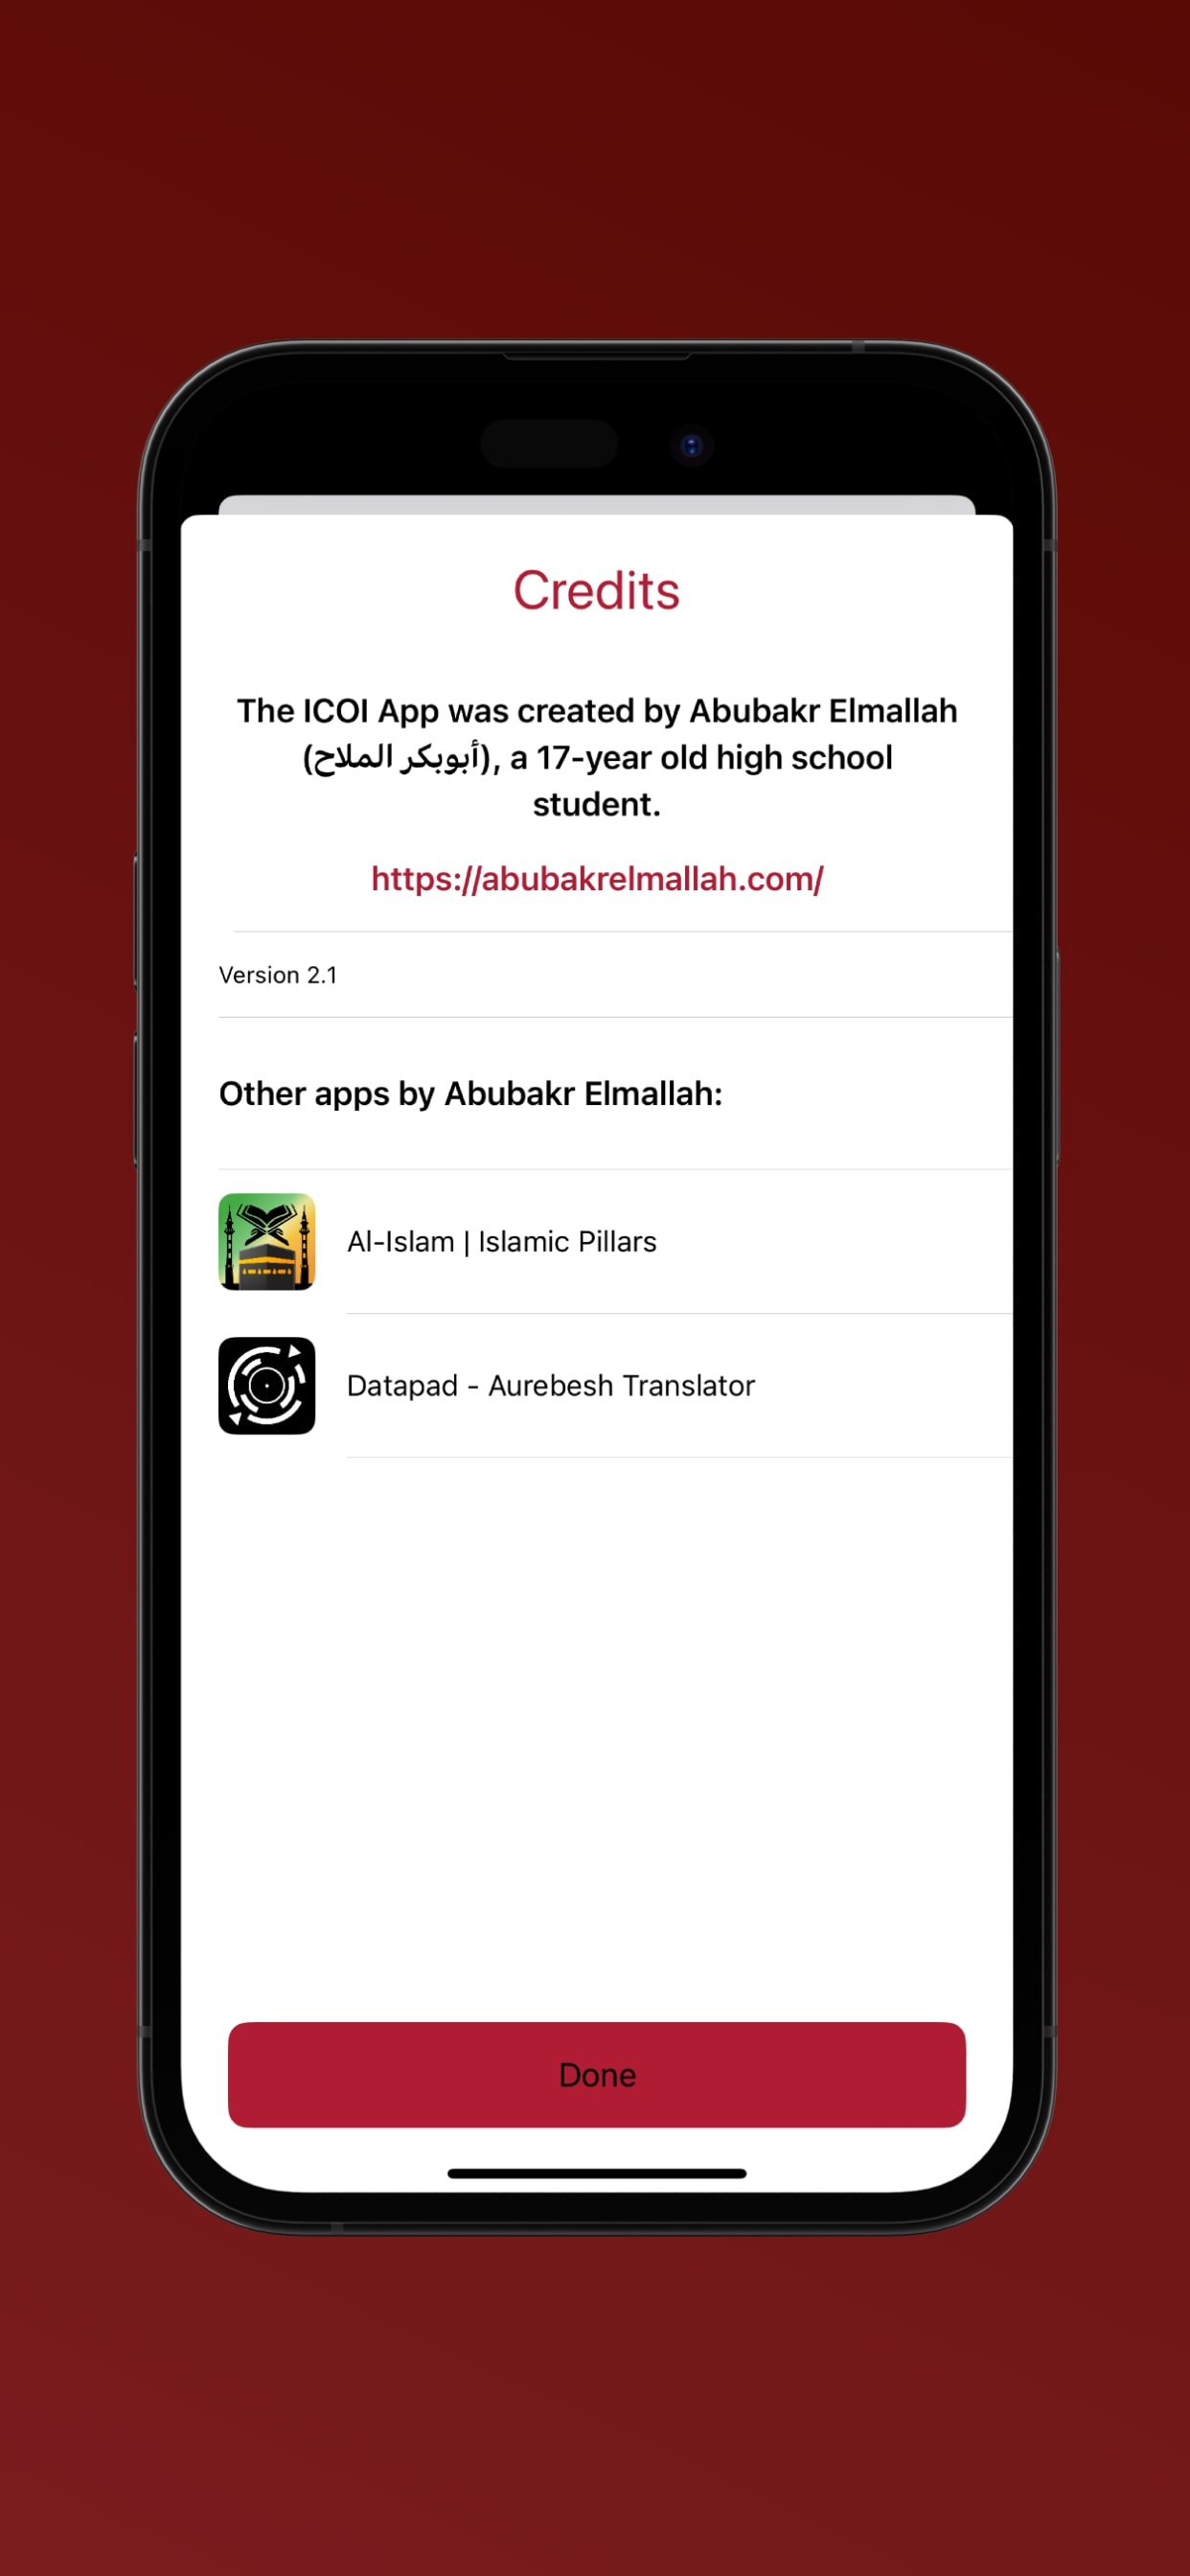 Credits
The ICOI App was created by Abubakr Elmallah
(أبوبكر الملاح), a 17-year old high school
student.
https://abubakrelmallah.com/
Version 2.1
Other apps by Abubakr Elmallah:
Al-Islam | Islamic Pillars
Datapad - Aurebesh Translator
Done